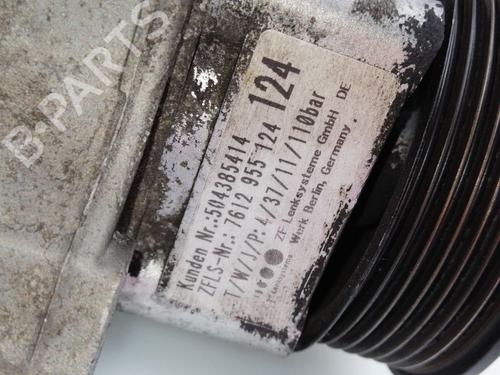 Kunden Nr.:504385414
ZFLS-Nr.: 7612 955 124 124
T/W/J/P: 4/37/11/110bar
ZF Lenksysteme GmbH DE
Werk Berlin, Germany.
B-PARTS